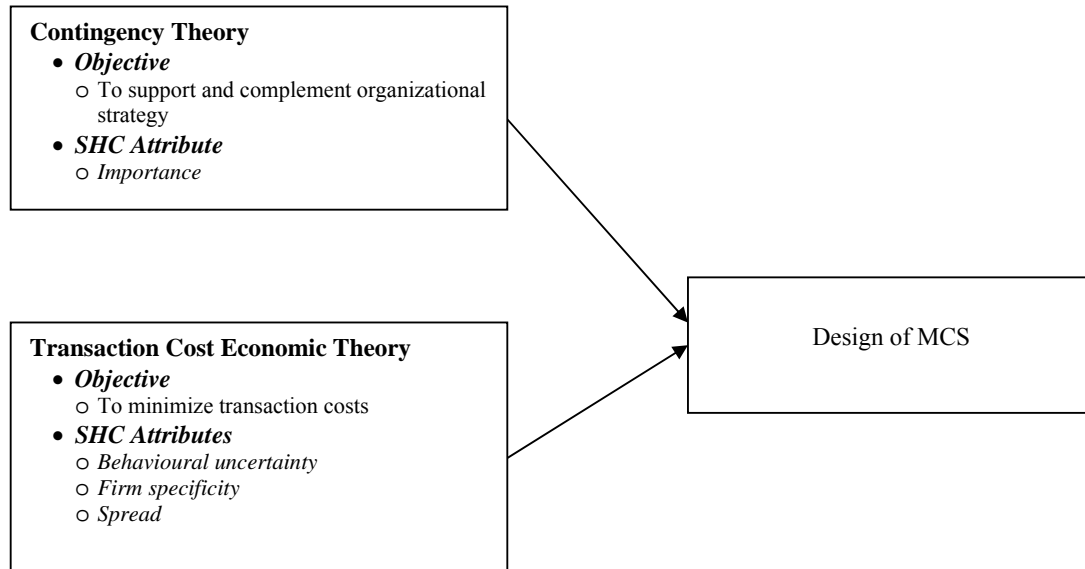 Contingency Theory
• Objective
o To support and complement organizational
strategy
• SHC Attribute
o Importance
Transaction Cost Economic Theory
• Objective
o To minimize transaction costs
• SHC Attributes
o Behavioural uncertainty
o Firm specificity
o Spread
Design of MCS